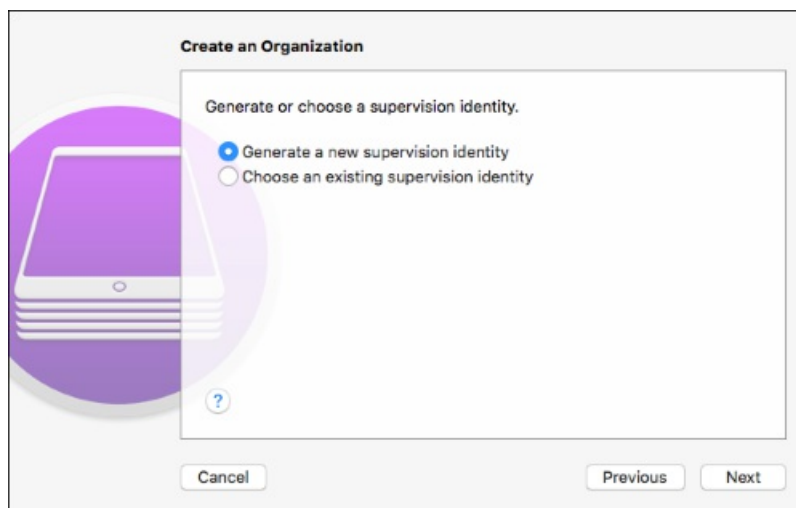 Create an Organization
Generate or choose a supervision identity.
Generate a new supervision identity
Choose an existing supervision identity
?
Cancel
Previous
Next